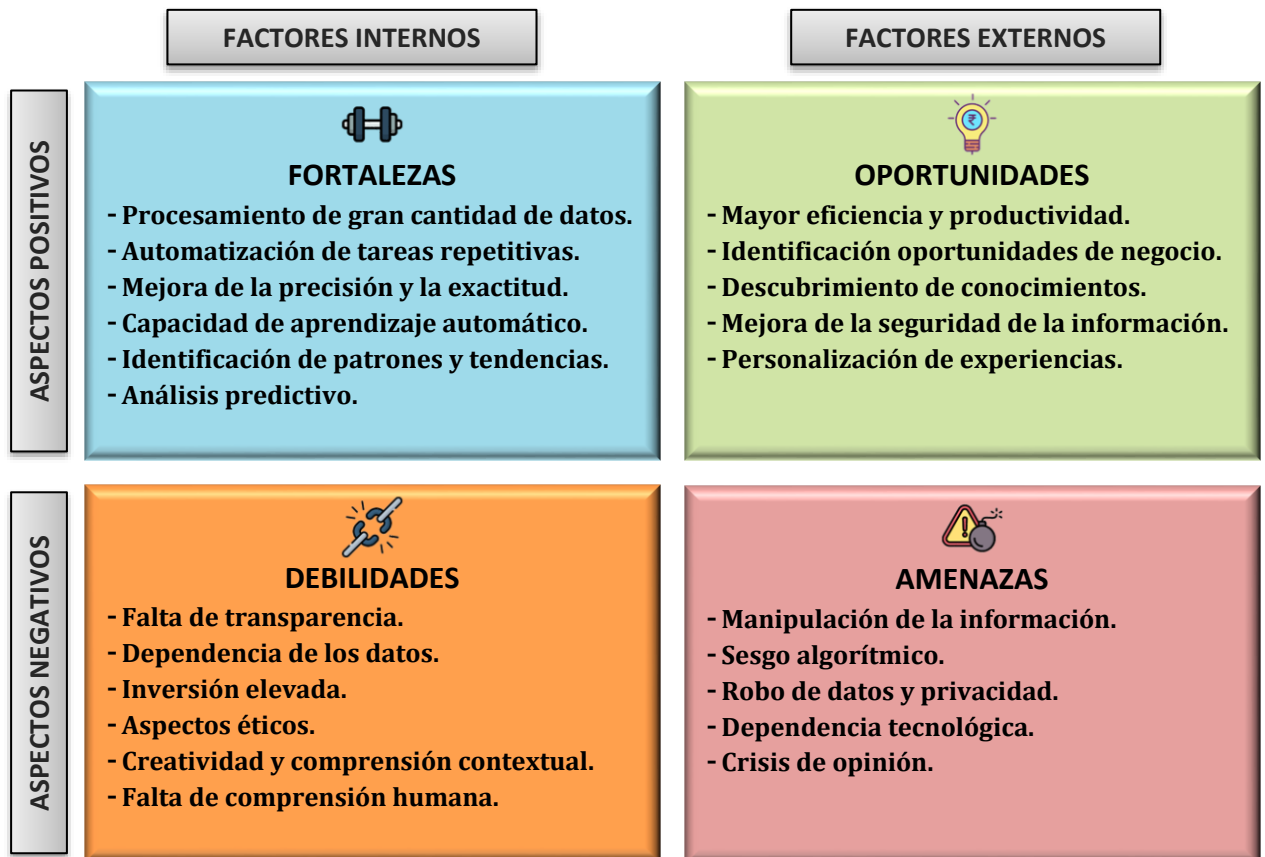 FACTORES INTERNOS
FACTORES EXTERNOS
ASPECTOS POSITIVOS
FORTALEZAS
- Procesamiento de gran cantidad de datos.
- Automatización de tareas repetitivas.
- Mejora de la precisión y la exactitud.
- Capacidad de aprendizaje automático.
- Identificación de patrones y tendencias.
- Análisis predictivo.
₹
OPORTUNIDADES
- Mayor eficiencia y productividad.
- Identificación oportunidades de negocio.
- Descubrimiento de conocimientos.
- Mejora de la seguridad de la información.
- Personalización de experiencias.
ASPECTOS NEGATIVOS
DEBILIDADES
- Falta de transparencia.
- Dependencia de los datos.
- Inversión elevada.
- Aspectos éticos.
- Creatividad y comprensión contextual.
- Falta de comprensión humana.
AMENAZAS
- Manipulación de la información.
- Sesgo algorítmico.
- Robo de datos y privacidad.
- Dependencia tecnológica.
- Crisis de opinión.